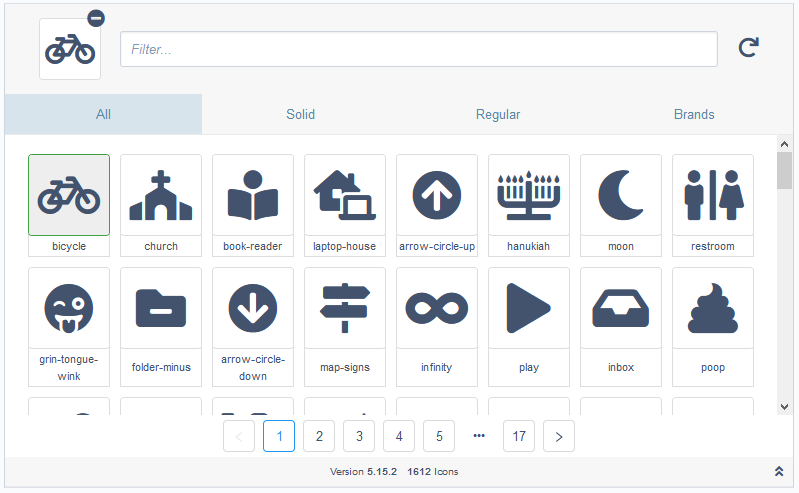 Filter...
All Solid Regular Brands
bicycle church book-reader laptop-house arrow-circle-up hanukiah moon restroom
grin-tongue-wink folder-minus arrow-circle-down map-signs infinity play inbox poop
< 1 2 3 4 5 ••• 17 >
Version 5.15.2 1612 Icons